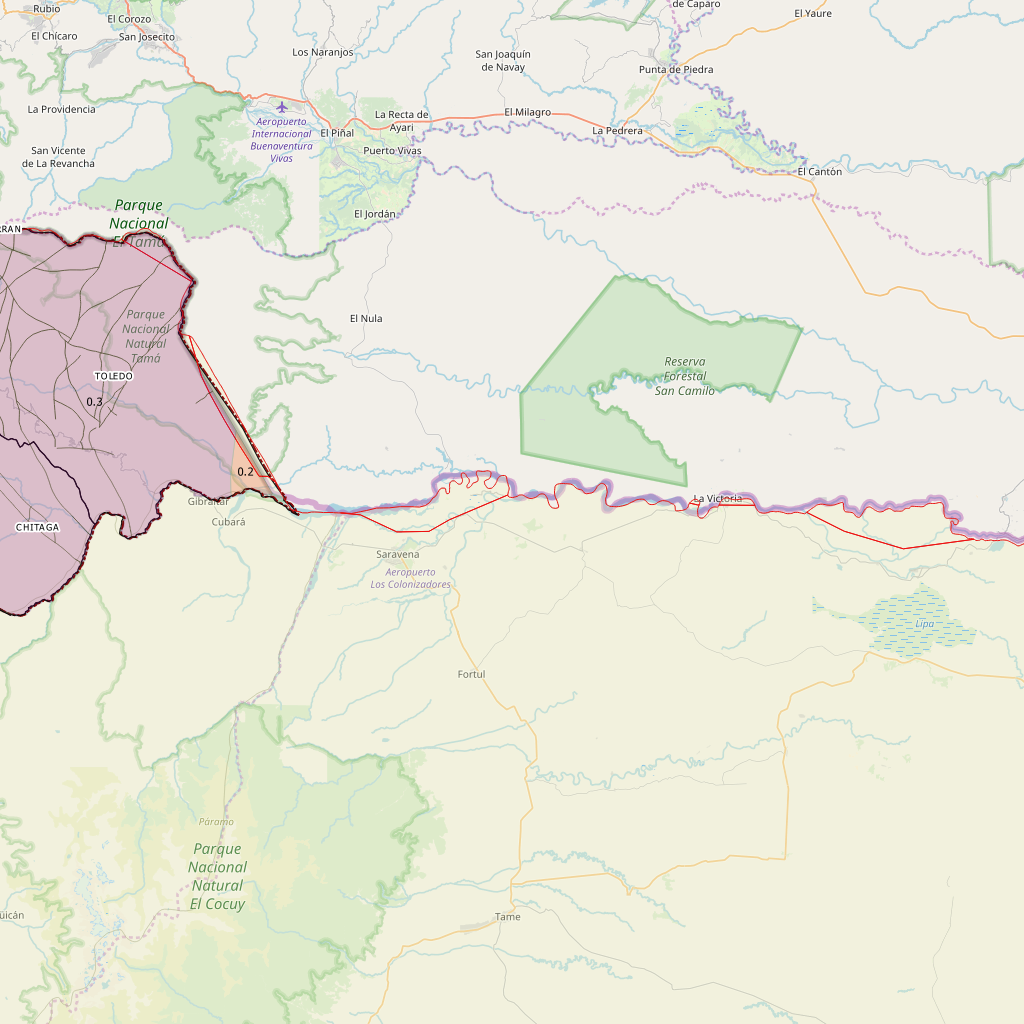 de Caparo
Rubio
El Corozo
El Yaure
El Chícaro
San Josecito
Los Naranjos
San Joaquín
de Navay
Punta de Piedra
La Providencia
Aeropuerto
Internacional
Buenaventura
Vivas
El Piñal
La Recta de
Ayarí
El Milagro
La Pedrera
San Vicente
de La Revancha
Puerto Vivas
El Cantón
Parque
Nacional
El Tamá
El Jordán
RRAN
Parque
Nacional
Natural
Tamá
El Nula
Reserva
Forestal
San Camilo
TOLEDO
0.3
0.2
Gibraltar
La Victoria
CHITAGA
Cubará
Saravena
Aeropuerto
Los Colonizadores
Lipa
Fortul
Páramo
Parque
Nacional
Natural
El Cocuy
üicán
Tame